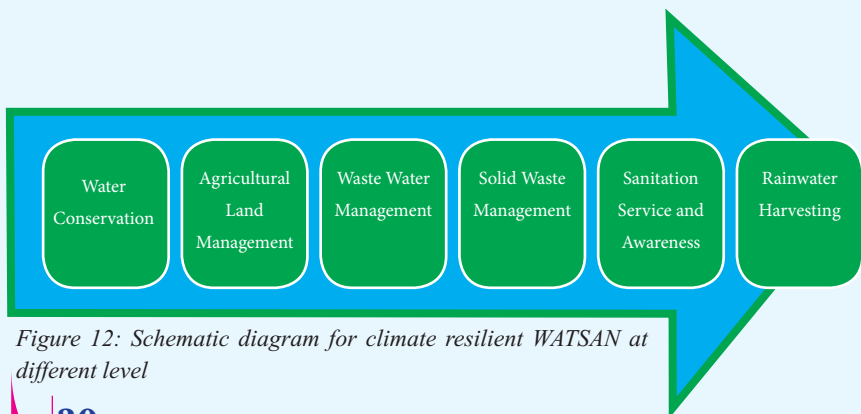 Water
Conservation
Agricultural
Land
Management
Waste Water
Management
Solid Waste
Management
Sanitation
Service and
Awareness
Rainwater
Harvesting
Figure 12: Schematic diagram for climate resilient WATSAN at
different level